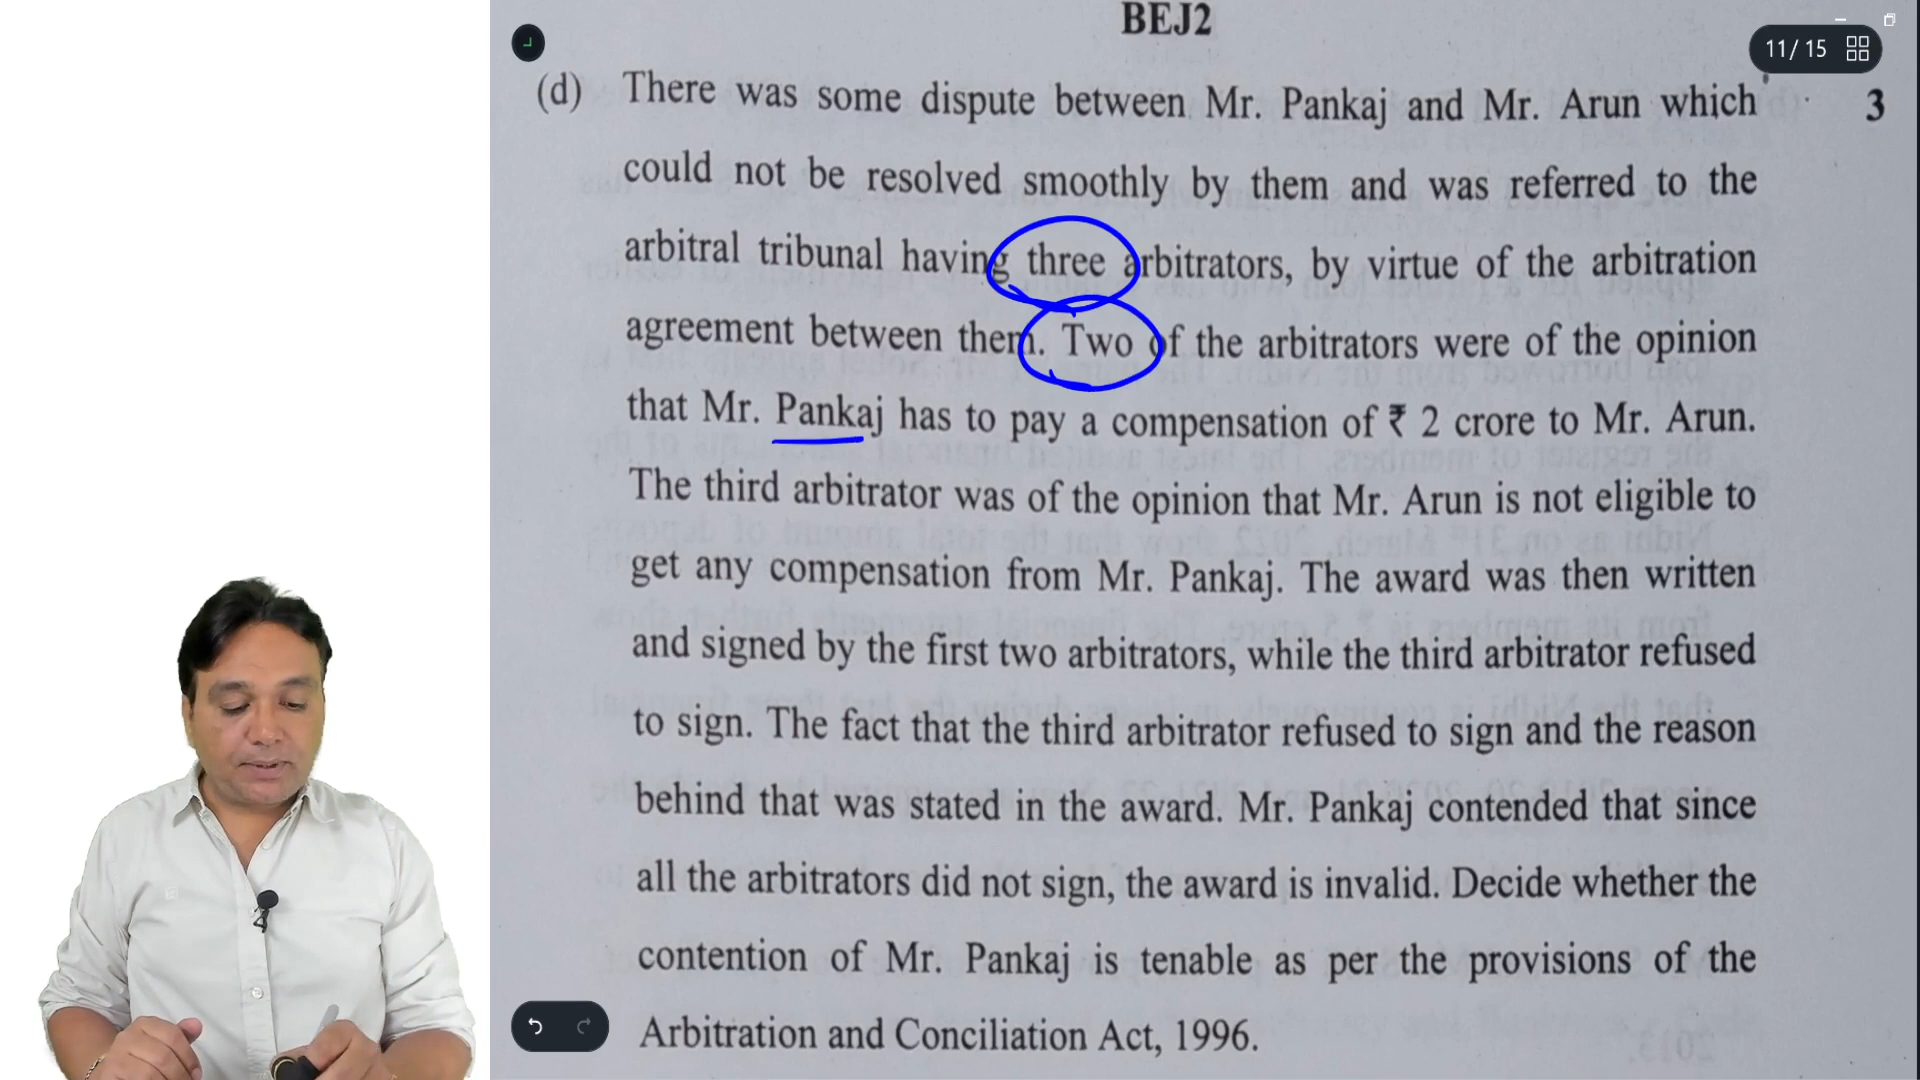 BEJ2
11/ 15
(d) There was some dispute between Mr. Pankaj and Mr. Arun which 3
could not be resolved smoothly by them and was referred to the
arbitral tribunal having three arbitrators, by virtue of the arbitration
agreement between them. Two of the arbitrators were of the opinion
that Mr. Pankaj has to pay a compensation of ₹ 2 crore to Mr. Arun.
The third arbitrator was of the opinion that Mr. Arun is not eligible to
get any compensation from Mr. Pankaj. The award was then written
and signed by the first two arbitrators, while the third arbitrator refused
to sign. The fact that the third arbitrator refused to sign and the reason
behind that was stated in the award. Mr. Pankaj contended that since
all the arbitrators did not sign, the award is invalid. Decide whether the
contention of Mr. Pankaj is tenable as per the provisions of the
Arbitration and Conciliation Act, 1996.